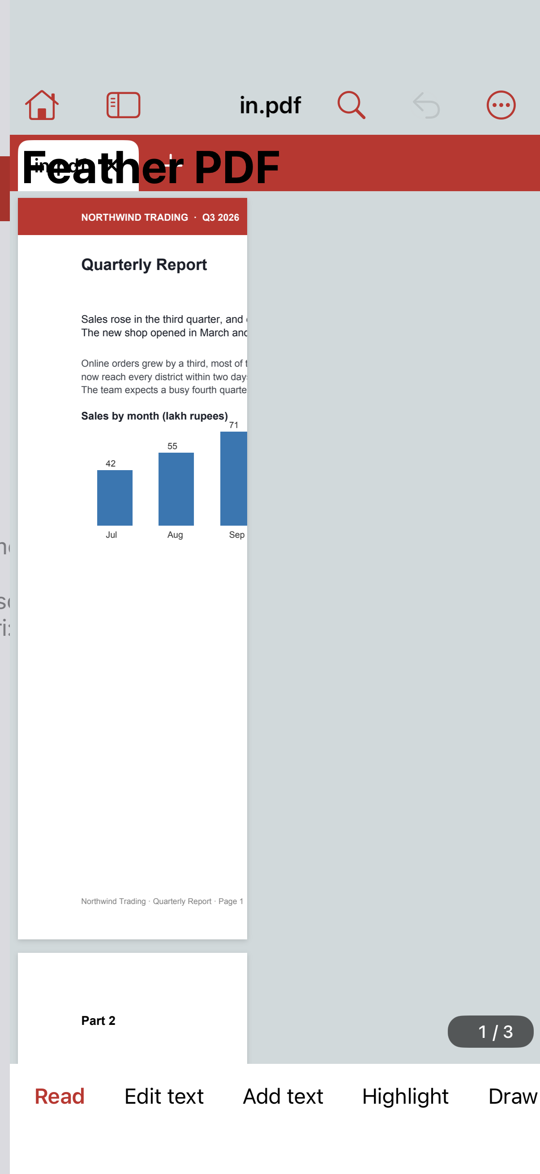 in.pdf
Feather PDF
NORTHWIND TRADING · Q3 2026
Quarterly Report
Sales rose in the third quarter, and
The new shop opened in March and
Online orders grew by a third, most of
now reach every district within two
The team expects a busy fourth
Sales by month (lakh rupees)
71
55
42
Jul Aug Sep
Northwind Trading · Quarterly Report · Page 1
Part 2
1 / 3
Read Edit text Add text Highlight Draw